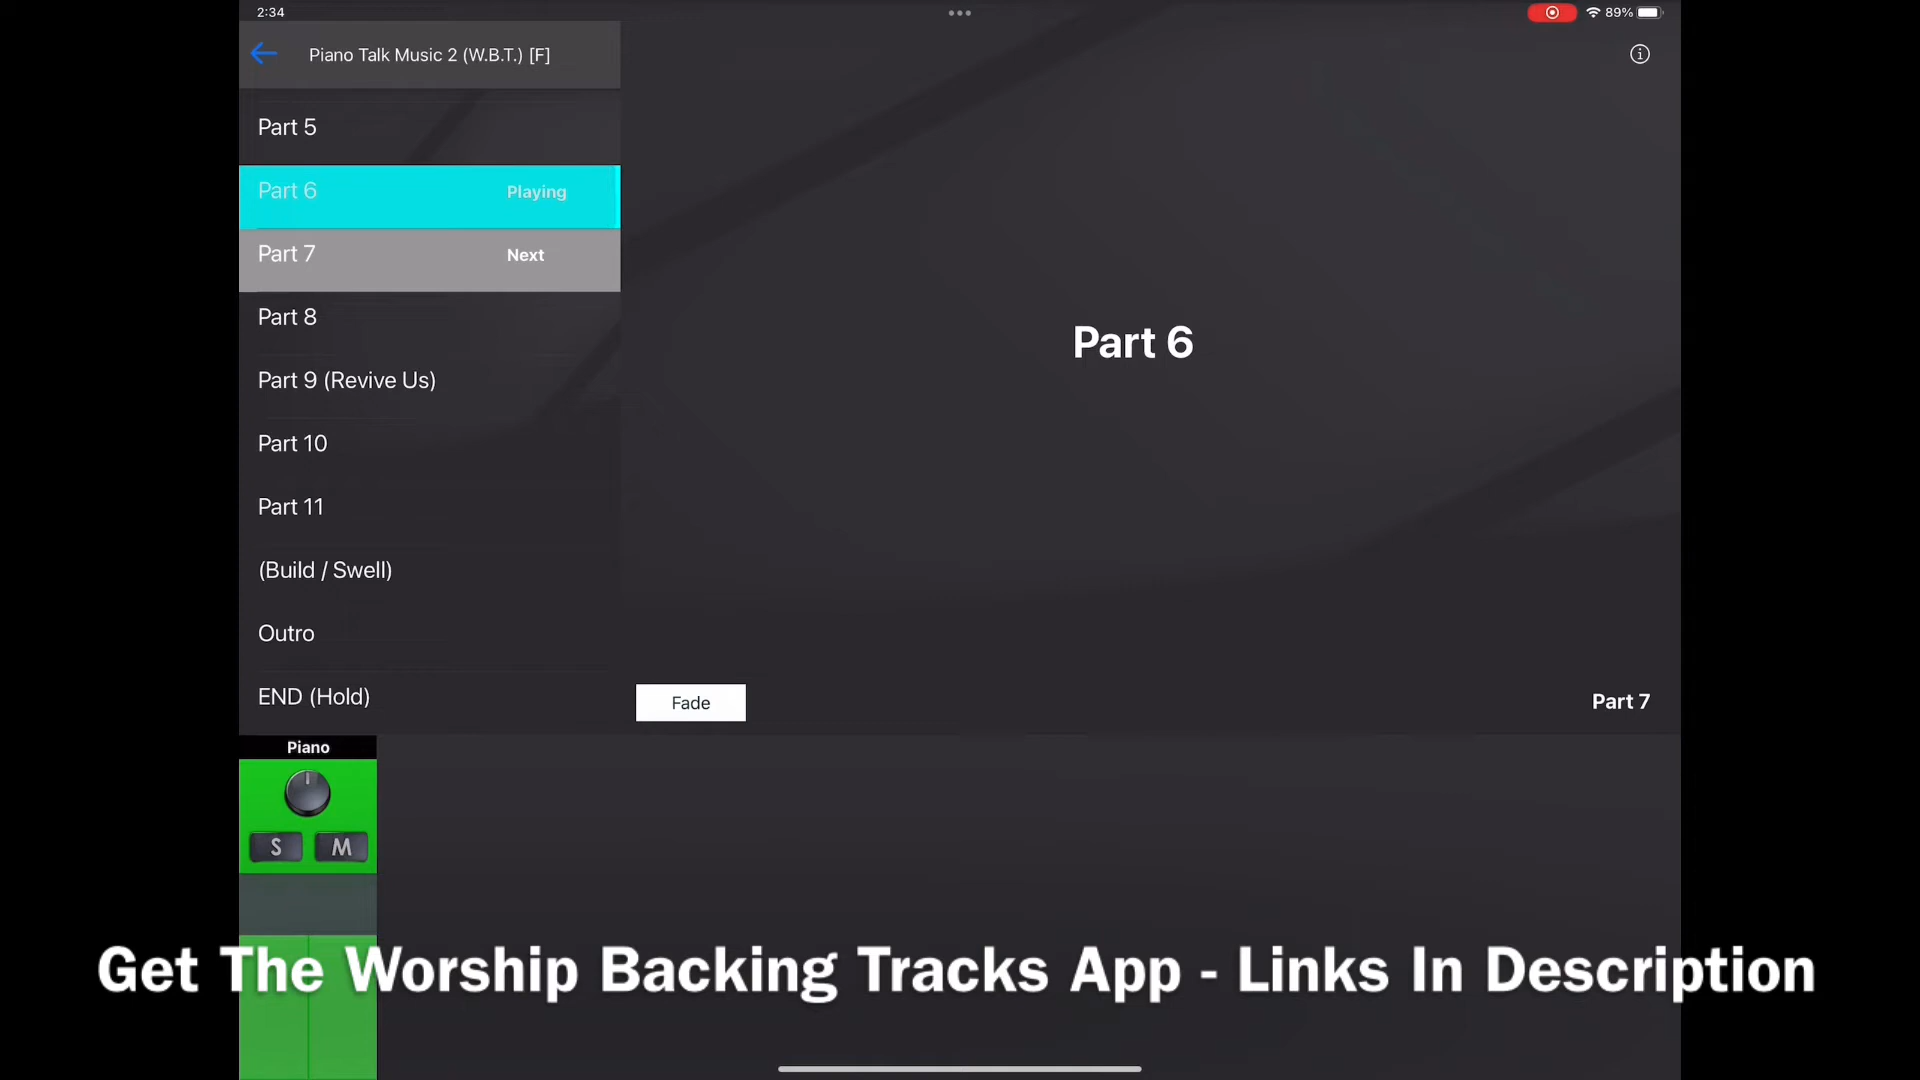 2:34
89%
Piano Talk Music 2 (W.B.T.) [F]
Part 5
Part 6 Playing
Part 7 Next
Part 8
Part 9 (Revive Us)
Part 10
Part 11
(Build / Swell)
Outro
END (Hold)
Part 6
Fade
Part 7
Piano
S M
Get The Worship Backing Tracks App - Links In Description